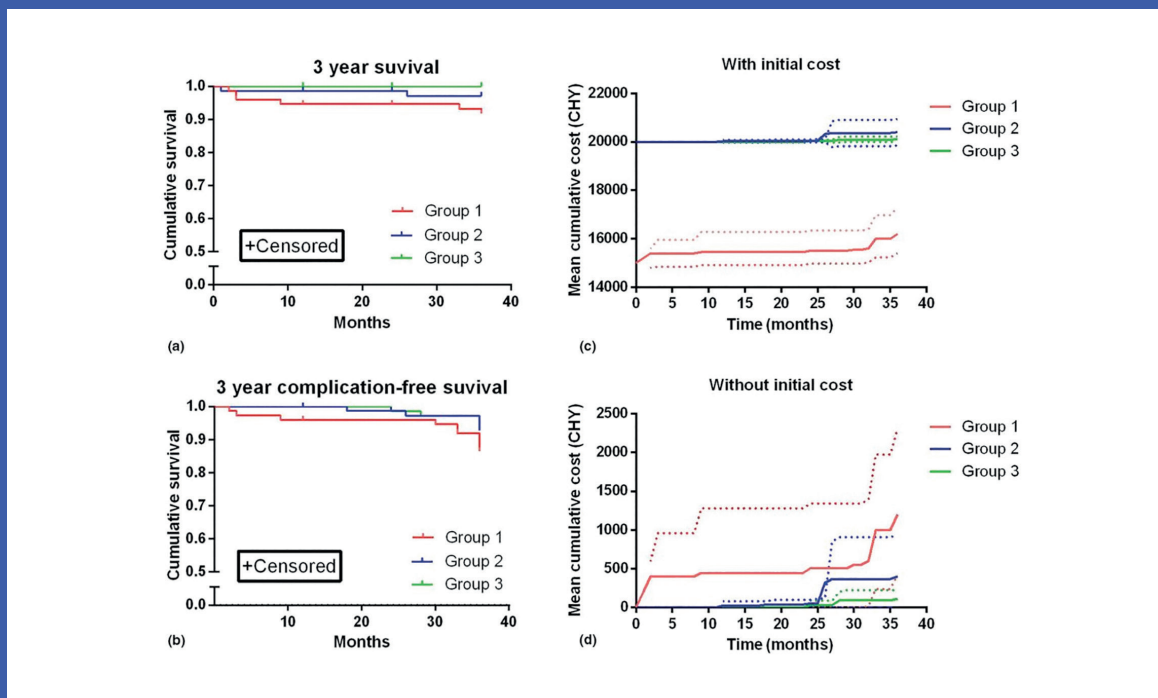 3 year suvival
Cumulative survival
1.0
0.9
0.8
0.7
0.6
0.5
0.0
+Censored
Group 1
Group 2
Group 3
0
10
20
30
40
Months
(a)
With initial cost
Mean cumulative cost (CHY)
22000
20000
18000
16000
14000
Group 1
Group 2
Group 3
0
5
10
15
20
25
30
35
40
Time (months)
(c)
3 year complication-free suvival
Cumulative survival
1.0
0.9
0.8
0.7
0.6
0.5
0.0
+Censored
Group 1
Group 2
Group 3
0
10
20
30
40
Months
(b)
Without initial cost
Mean cumulative cost (CHY)
2500
2000
1500
1000
500
0
Group 1
Group 2
Group 3
0
5
10
15
20
25
30
35
40
Time (months)
(d)